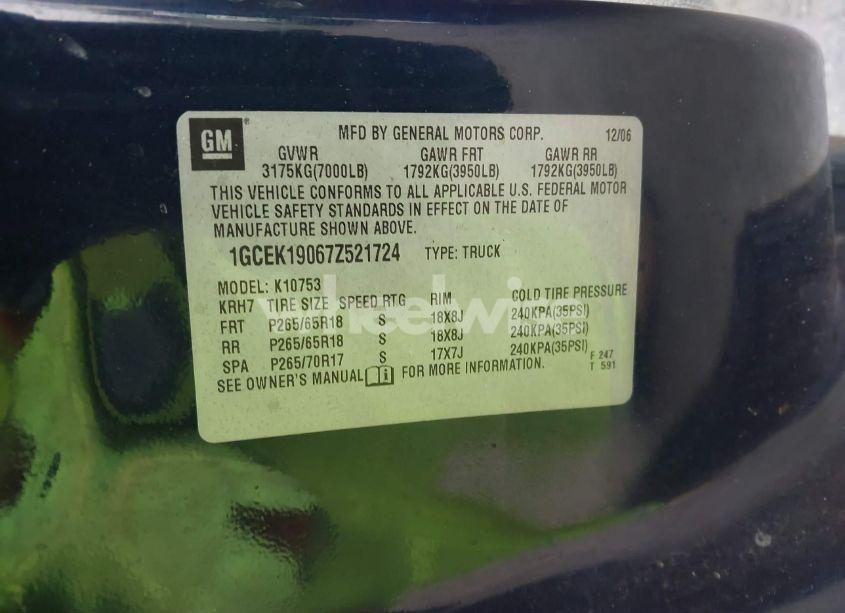 GM® MFD BY GENERAL MOTORS CORP. 12/06
GVWR GAWR FRT GAWR RR
3175KG(7000LB) 1792KG(3950LB) 1792KG(3950LB)
THIS VEHICLE CONFORMS TO ALL APPLICABLE U.S. FEDERAL MOTOR
VEHICLE SAFETY STANDARDS IN EFFECT ON THE DATE OF
MANUFACTURE SHOWN ABOVE.
1GCEK19067Z521724 TYPE: TRUCK
MODEL: K10753
KRH7 TIRE SIZE SPEED RTG RIM COLD TIRE PRESSURE
FRT P265/65R18 S 18X8J 240KPA(35PSI)
RR P265/65R18 S 18X8J 240KPA(35PSI)
SPA P265/70R17 S 17X7J 240KPA(35PSI)
SEE OWNER'S MANUAL FOR MORE INFORMATION.
F 247
T 591